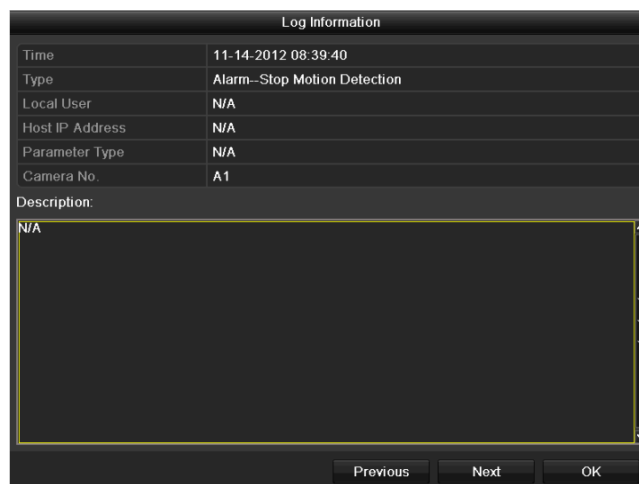 Log Information
Time 11-14-2012 08:39:40
Type Alarm--Stop Motion Detection
Local User N/A
Host IP Address N/A
Parameter Type N/A
Camera No. A1
Description:
N/A
Previous Next OK